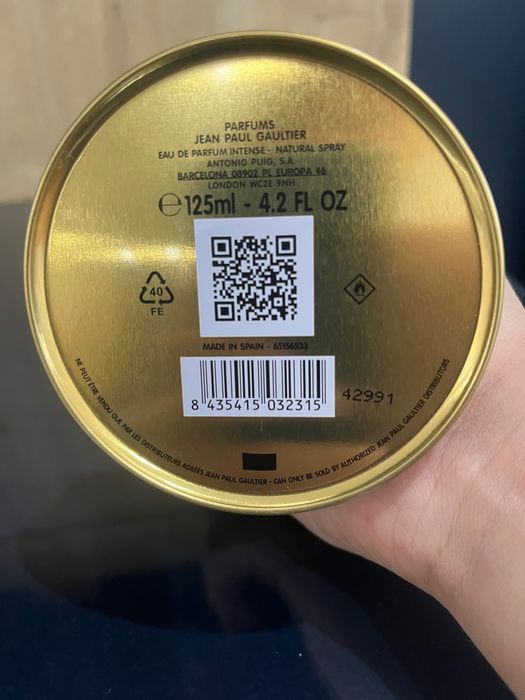 PARFUMS
JEAN PAUL GAULTIER
EAU DE PARFUM INTENSE - NATURAL SPRAY
ANTONIO PUIG, S.A.
BARCELONA 08902 PL. EUROPA 46
LONDON WC2E 9NH
℮125ml - 4.2 FL OZ
40
FE
MADE IN SPAIN - 65156533
8 435415 032315
42991
NE PEUT ÊTRE VENDU QUE PAR LES DISTRIBUTEURS AGRÉÉS JEAN PAUL GAULTIER - CAN ONLY BE SOLD BY AUTHORIZED JEAN PAUL GAULTIER DISTRIBUTORS